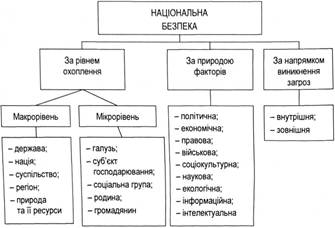 НАЦІОНАЛЬНА
БЕЗПЕКА
За рівнем
охоплення
За природою
факторів
За напрямком
виникнення
загроз
Макрорівень
Мікрорівень
– держава;
– нація;
– суспільство;
– регіон;
– природа
та її ресурси
– галузь;
– суб'єкт
господарювання;
– соціальна група;
– родина;
– громадянин
– політична;
– економічна;
– правова;
– військова;
– соціокультурна;
– наукова;
– екологічна;
– інформаційна;
– інтелектуальна
– внутрішня;
– зовнішня